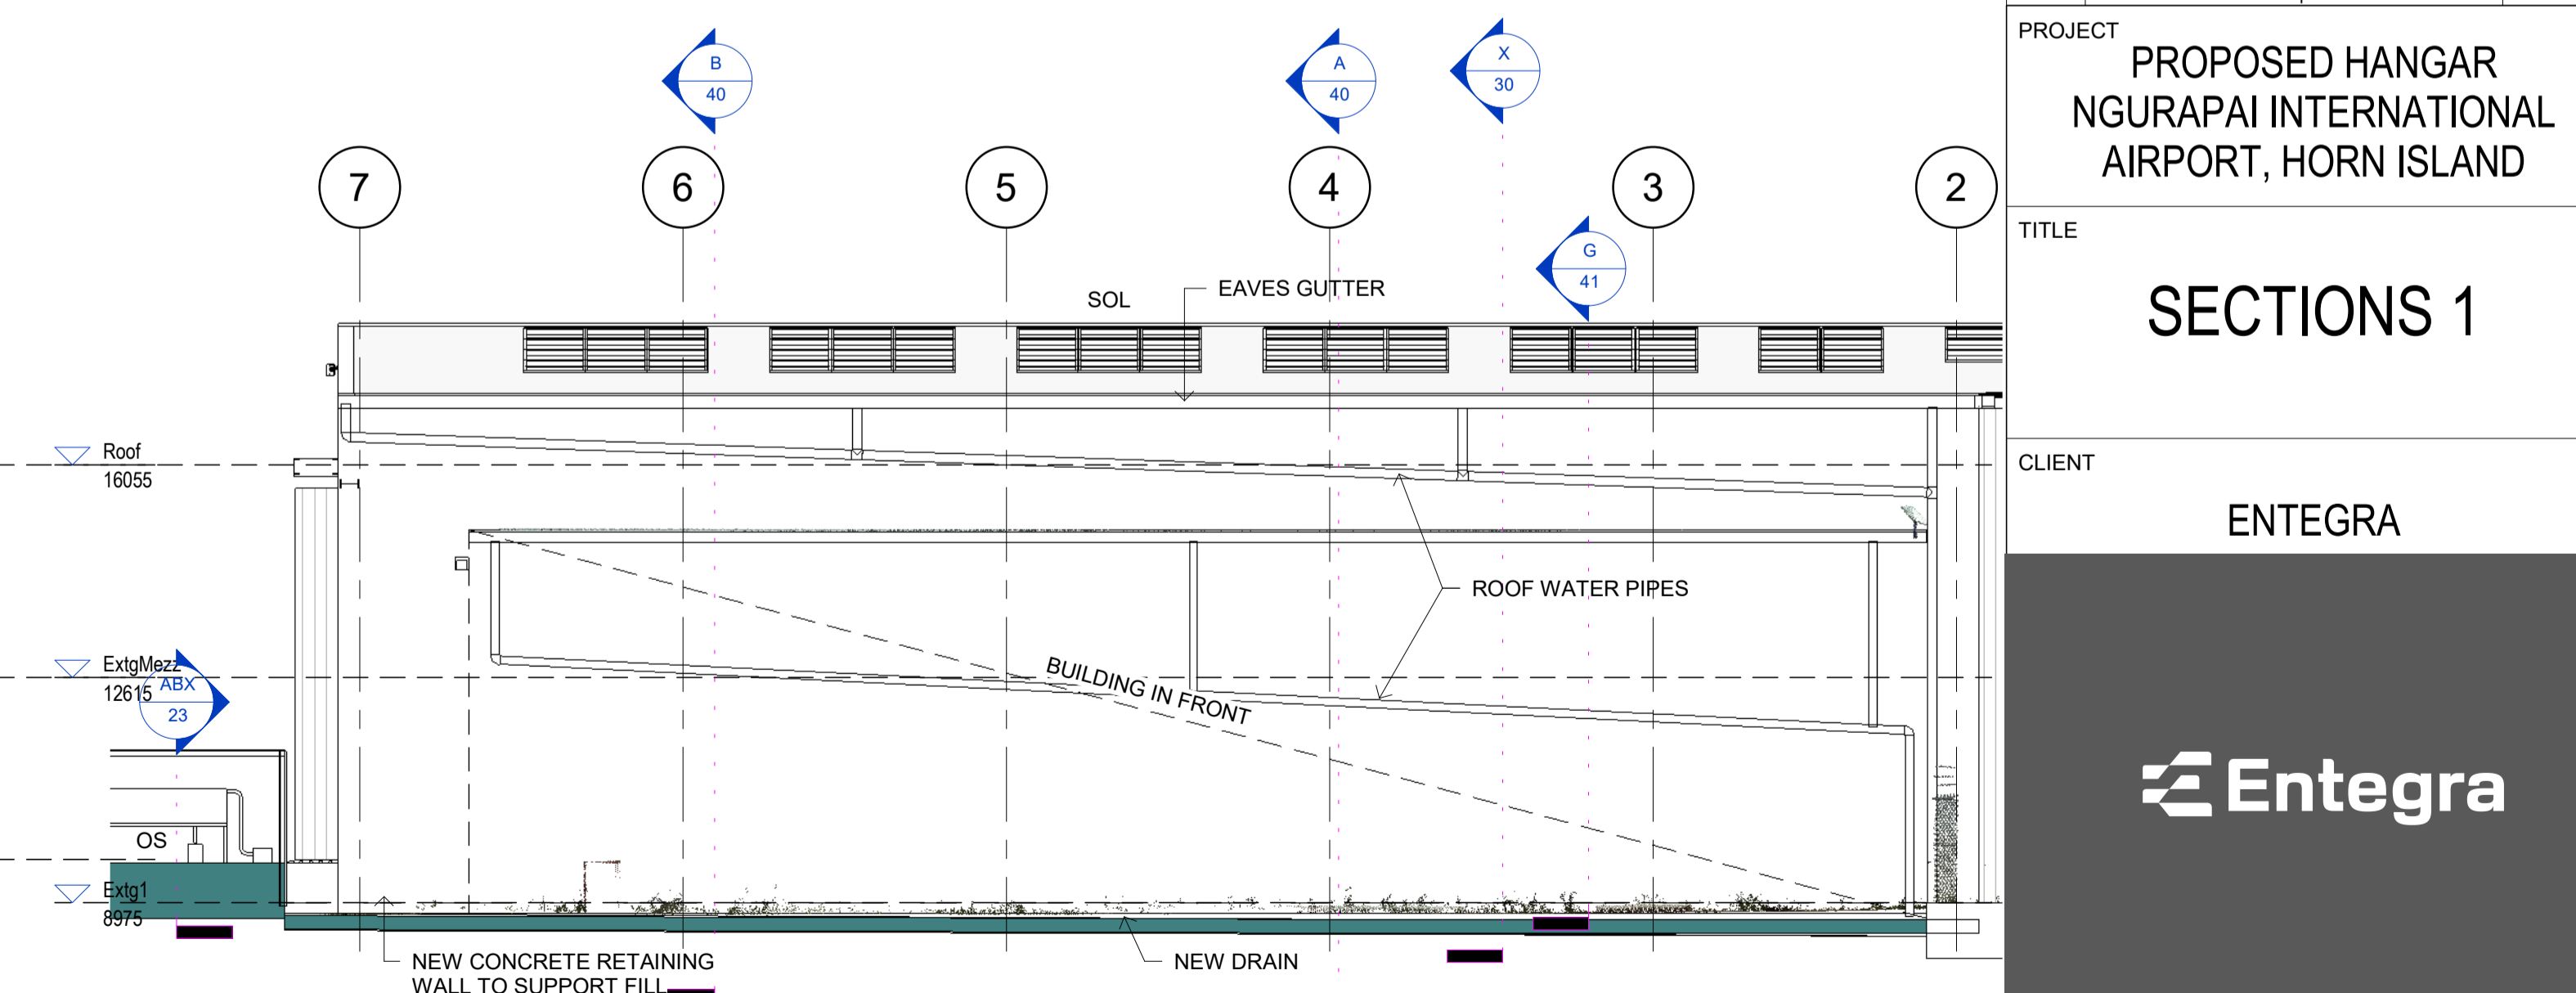 B
40
A
40
X
30
7
6
5
4
3
2
G
41
SOL
EAVES GUTTER
Roof
16055
ROOF WATER PIPES
ExtgMezz
12615
ABX
23
BUILDING IN FRONT
OS
Extg1
8975
NEW CONCRETE RETAINING
WALL TO SUPPORT FILL
NEW DRAIN
PROJECT
PROPOSED HANGAR
NGURAPAI INTERNATIONAL
AIRPORT, HORN ISLAND
TITLE
SECTIONS 1
CLIENT
ENTEGRA
Entegra